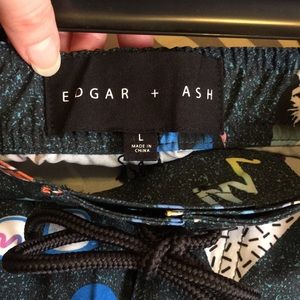 EDGAR + ASH
L
MADE IN
CHINA